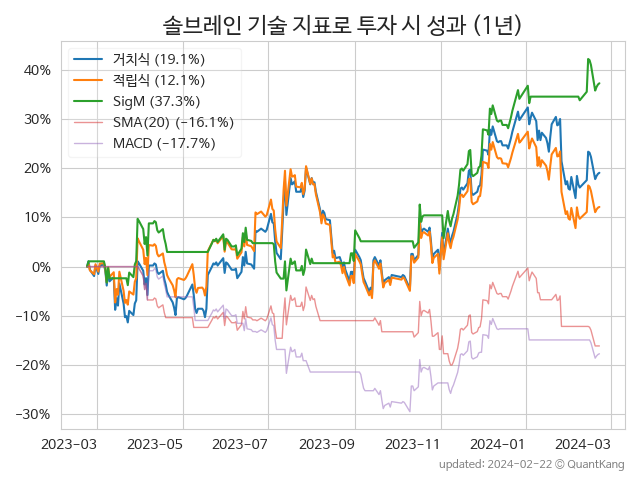 솔브레인 기술 지표로 투자 시 성과 (1년)
거치식 (19.1%)
적립식 (12.1%)
SigM (37.3%)
SMA(20) (−16.1%)
MACD (−17.7%)
40%
30%
20%
10%
0%
−10%
−20%
−30%
2023−03 2023−05 2023−07 2023−09 2023−11 2024−01 2024−03
updated: 2024-02-22 © QuantKang